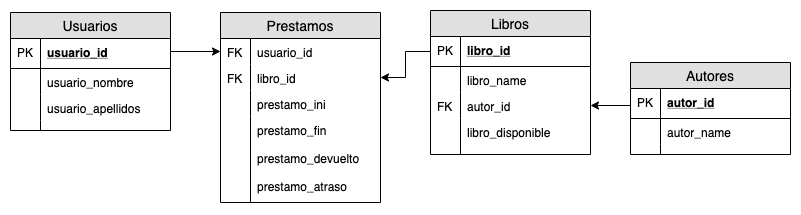 Usuarios
PK usuario_id
usuario_nombre
usuario_apellidos
Prestamos
FK usuario_id
FK libro_id
prestamo_ini
prestamo_fin
prestamo_devuelto
prestamo_atraso
Libros
PK libro_id
libro_name
FK autor_id
libro_disponible
Autores
PK autor_id
autor_name